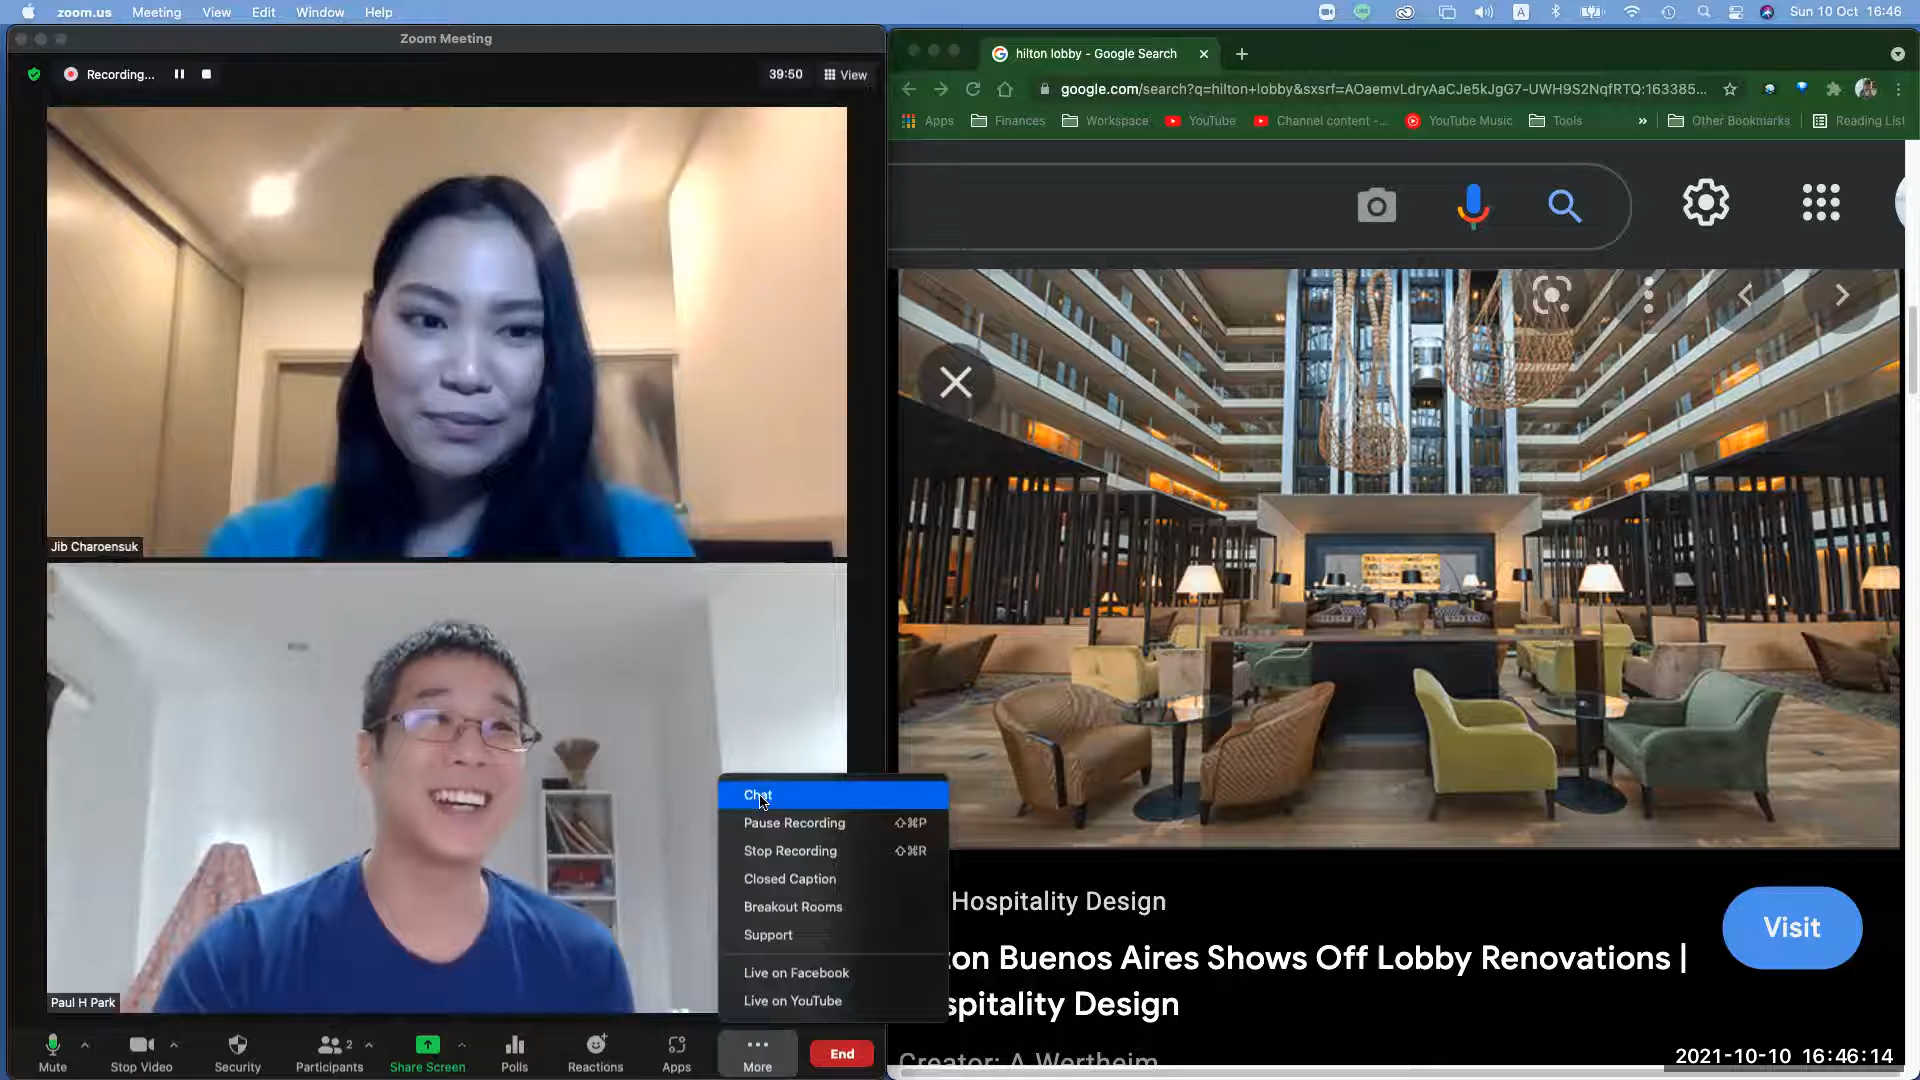 zoom.us Meeting View Edit Window Help
Sun 10 Oct 16:46
Zoom Meeting
Recording...
39:50
View
Jib Charoensuk
Paul H Park
Chat
Pause Recording ⇧⌘P
Stop Recording ⇧⌘R
Closed Caption
Breakout Rooms
Support
Live on Facebook
Live on YouTube
Mute
Stop Video
Security
2
Participants
Share Screen
Polls
Reactions
Apps
More
End
hilton lobby - Google Search
google.com/search?q=hilton+lobby&sxsrf=AOaemvLdryAaCJe5kJgG7-UWH9S2NqfRTQ:163385...
Apps Finances Workspace YouTube Channel content -... YouTube Music Tools » Other Bookmarks Reading List
Hospitality Design
Visit
ton Buenos Aires Shows Off Lobby Renovations |
spitality Design
Creator: A Wertheim
2021-10-10 16:46:14